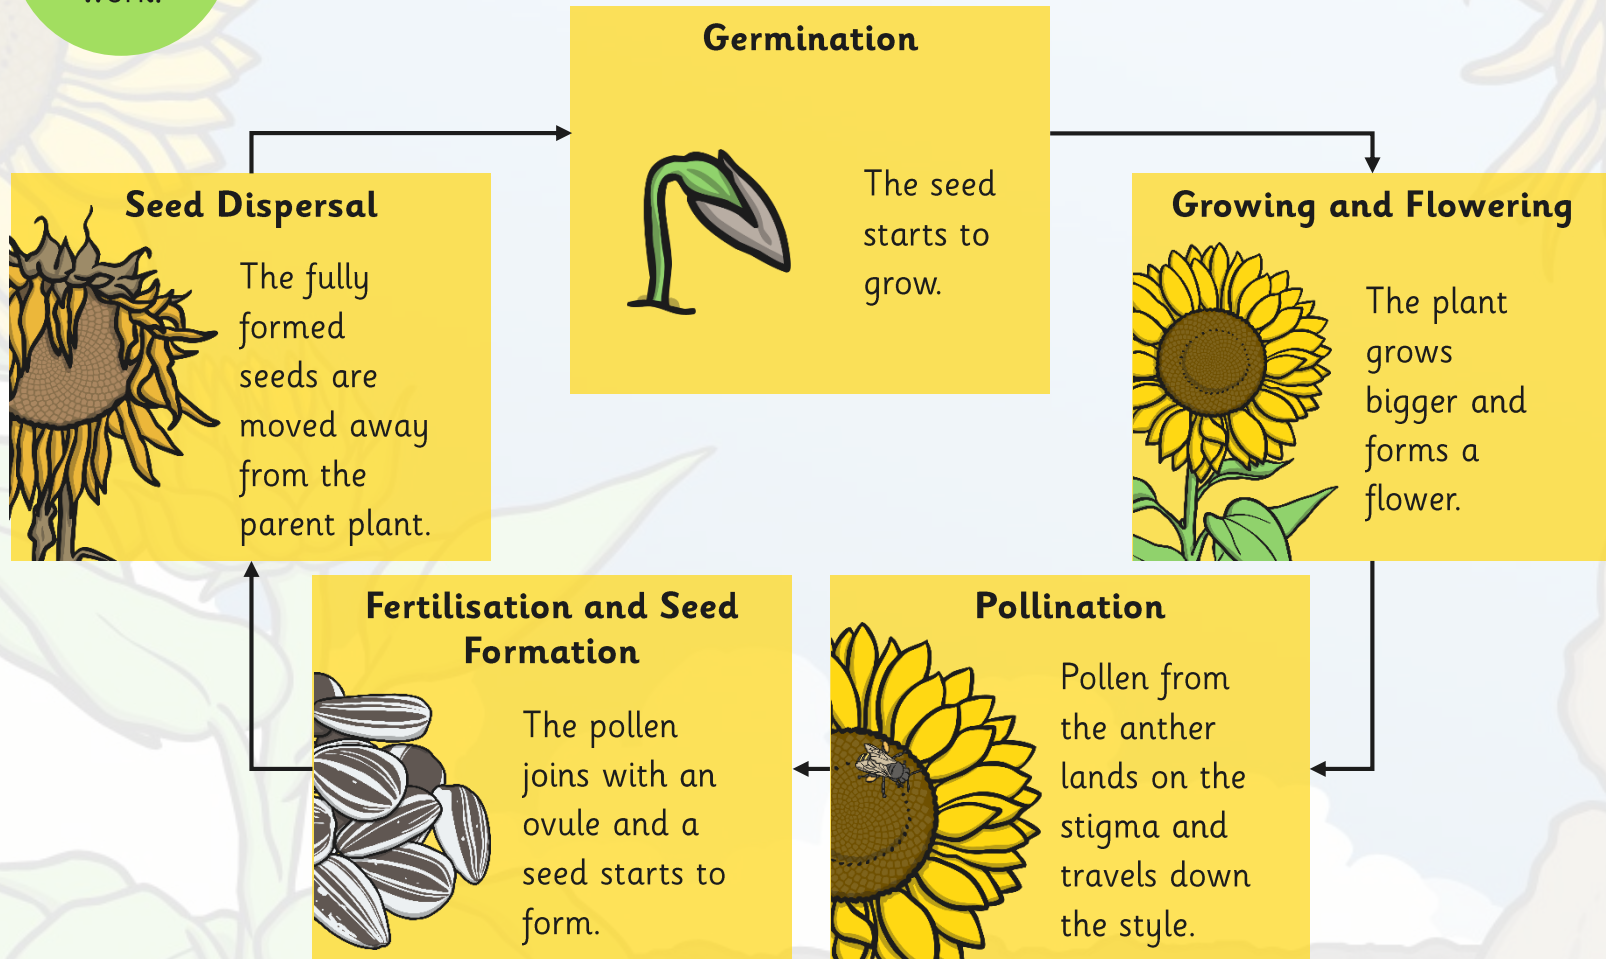 Germination
The seed
starts to
grow.
Growing and Flowering
The plant
grows
bigger and
forms a
flower.
Pollination
Pollen from
the anther
lands on the
stigma and
travels down
the style.
Fertilisation and Seed
Formation
The pollen
joins with an
ovule and a
seed starts to
form.
Seed Dispersal
The fully
formed
seeds are
moved away
from the
parent plant.